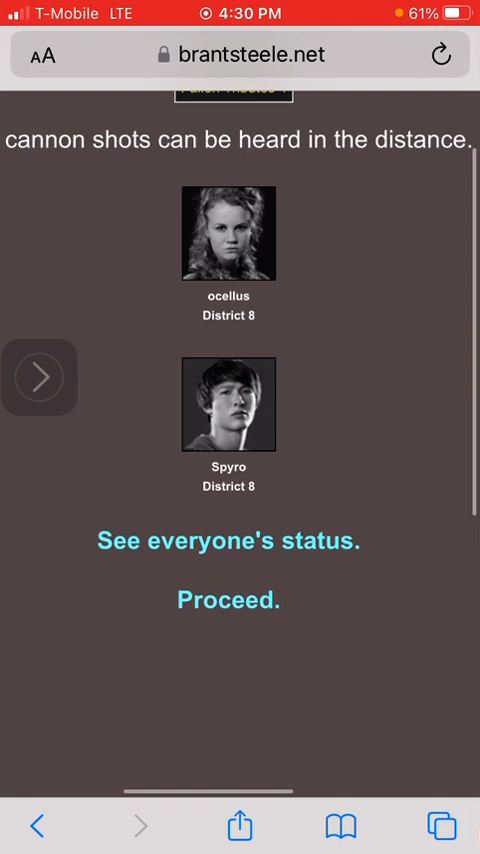 T-Mobile LTE 4:30 PM 61%
AA brantsteele.net
cannon shots can be heard in the distance.
ocellus
District 8
Spyro
District 8
See everyone's status.
Proceed.